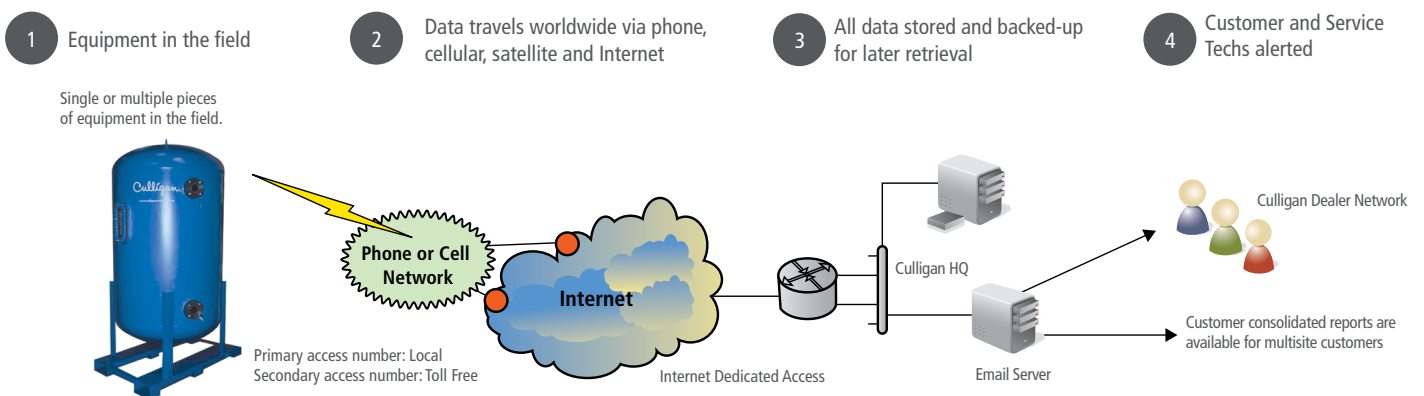 1
Equipment in the field
2
Data travels worldwide via phone,
cellular, satellite and Internet
3
All data stored and backed-up
for later retrieval
4
Customer and Service
Techs alerted
Single or multiple pieces
of equipment in the field.
Culligan
Phone or Cell
Network
Internet
Primary access number: Local
Secondary access number: Toll Free
Internet Dedicated Access
Culligan HQ
Email Server
Culligan Dealer Network
Customer consolidated reports are
available for multisite customers